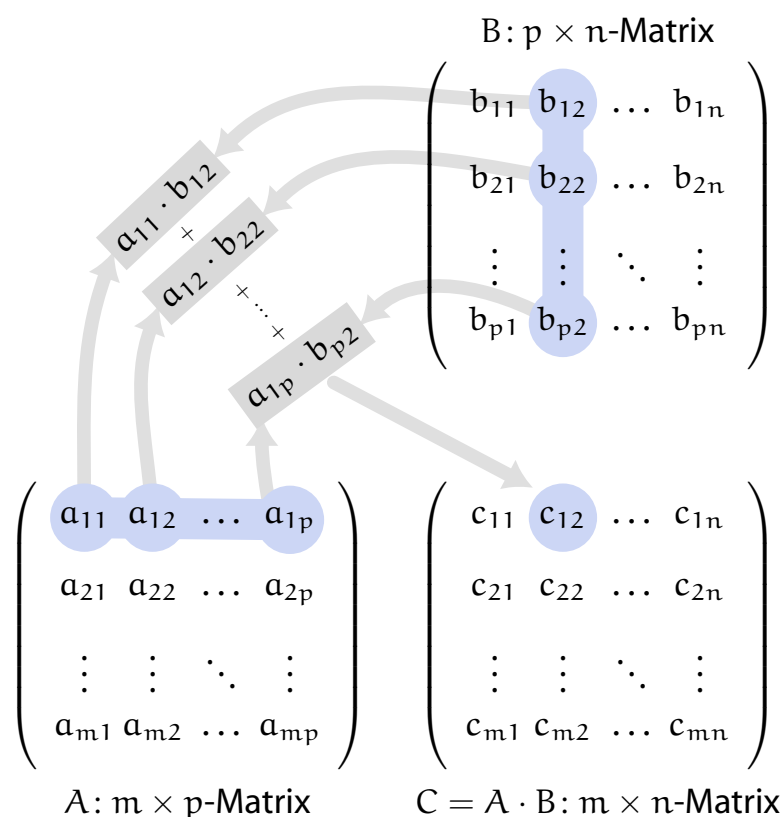 B: p × n-Matrix
b₁₁ b₁₂ … b₁ₙ
b₂₁ b₂₂ … b₂ₙ
⋮ ⋮ ⋱ ⋮
bₚ₁ bₚ₂ … bₚₙ
a₁₁ · b₁₂
+
a₁₂ · b₂₂
+ … +
a₁ₚ · bₚ₂
a₁₁ a₁₂ … a₁ₚ
a₂₁ a₂₂ … a₂ₚ
⋮ ⋮ ⋱ ⋮
aₘ₁ aₘ₂ … aₘₚ
A: m × p-Matrix
c₁₁ c₁₂ … c₁ₙ
c₂₁ c₂₂ … c₂ₙ
⋮ ⋮ ⋱ ⋮
cₘ₁ cₘ₂ … cₘₙ
C = A · B: m × n-Matrix